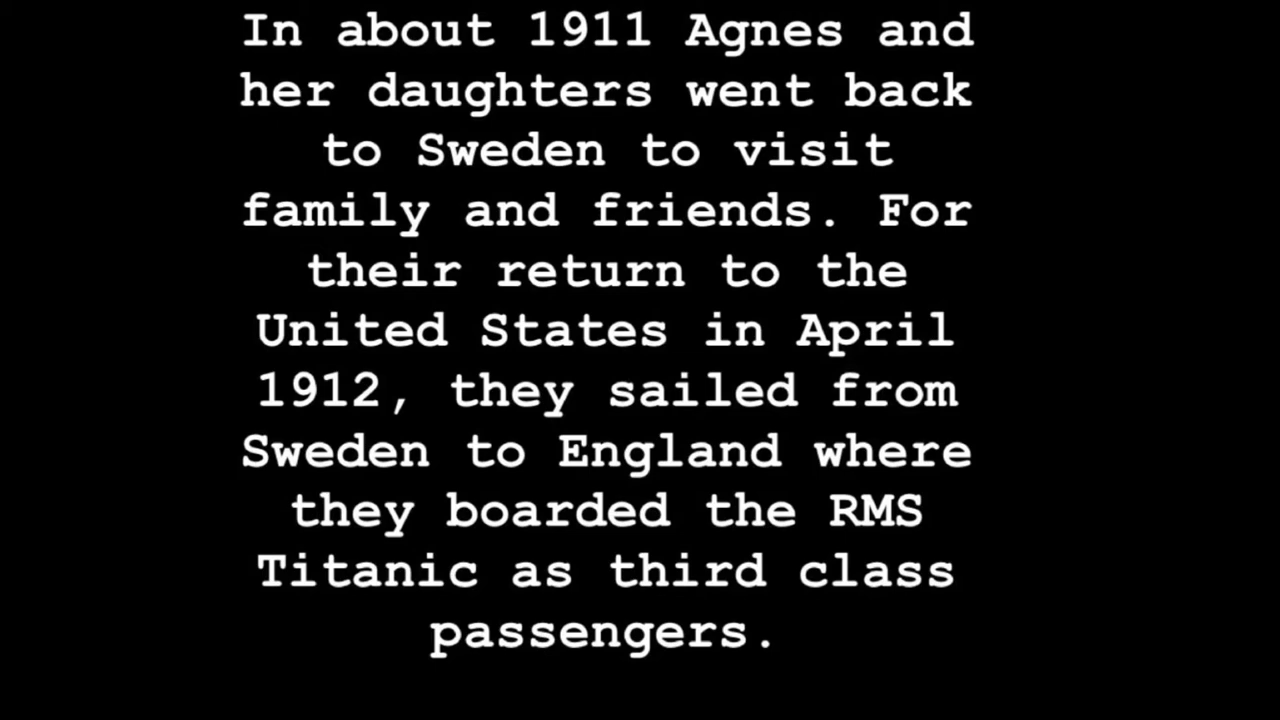 In about 1911 Agnes and
her daughters went back
to Sweden to visit
family and friends. For
their return to the
United States in April
1912, they sailed from
Sweden to England where
they boarded the RMS
Titanic as third class
passengers.